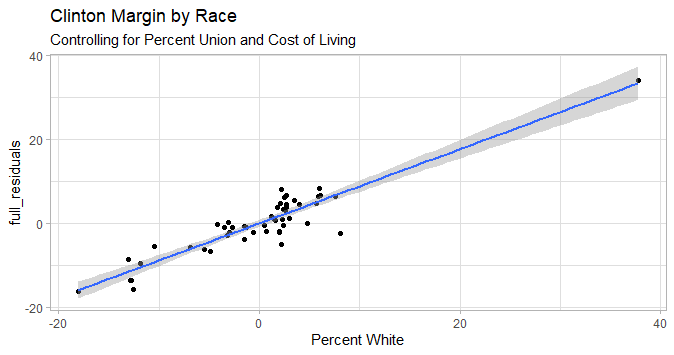 Clinton Margin by Race
Controlling for Percent Union and Cost of Living
40
20
0
-20
full_residuals
-20 0 20 40
Percent White